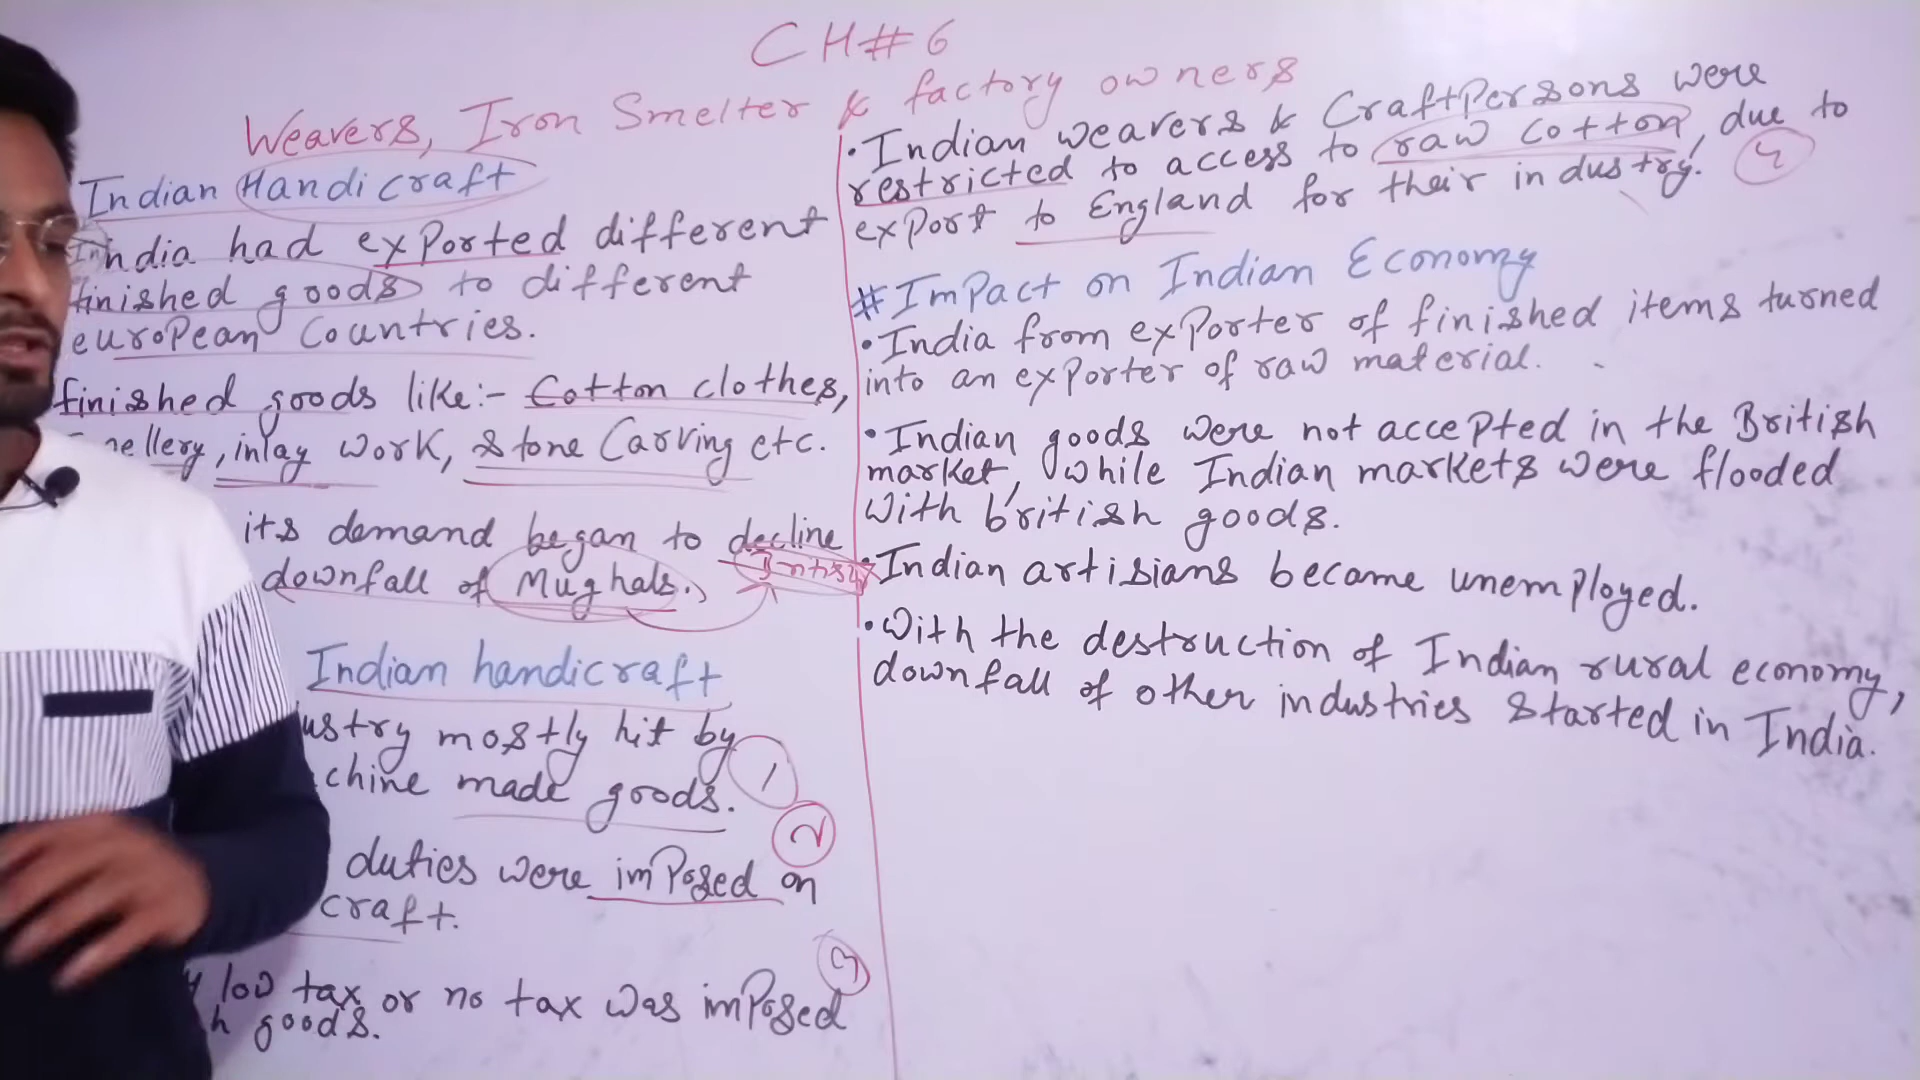 CH#6
Weavers, Iron Smelter & factory owners
Indian Handicraft
India had exported different
finished goods to different
european Countries.
finished goods like:- Cotton clothes,
ellery, inlay work, stone Carving etc.
its demand began to decline
downfall of Mughals.
British
Indian handicraft
ustry mostly hit by
chine made goods. 1
duties were imposed on 2
craft.
low tax or no tax was imposed 3
h goods.
• Indian weavers & CraftPersons were
restricted to access to raw cotton, due to
export to England for their industry. 4
# Impact on Indian Economy
• India from exporter of finished items turned
into an exporter of raw material.
• Indian goods were not accepted in the British
market, while Indian markets were flooded
with british goods.
• Indian artisians became unemployed.
• With the destruction of Indian rural economy,
downfall of other industries started in India.